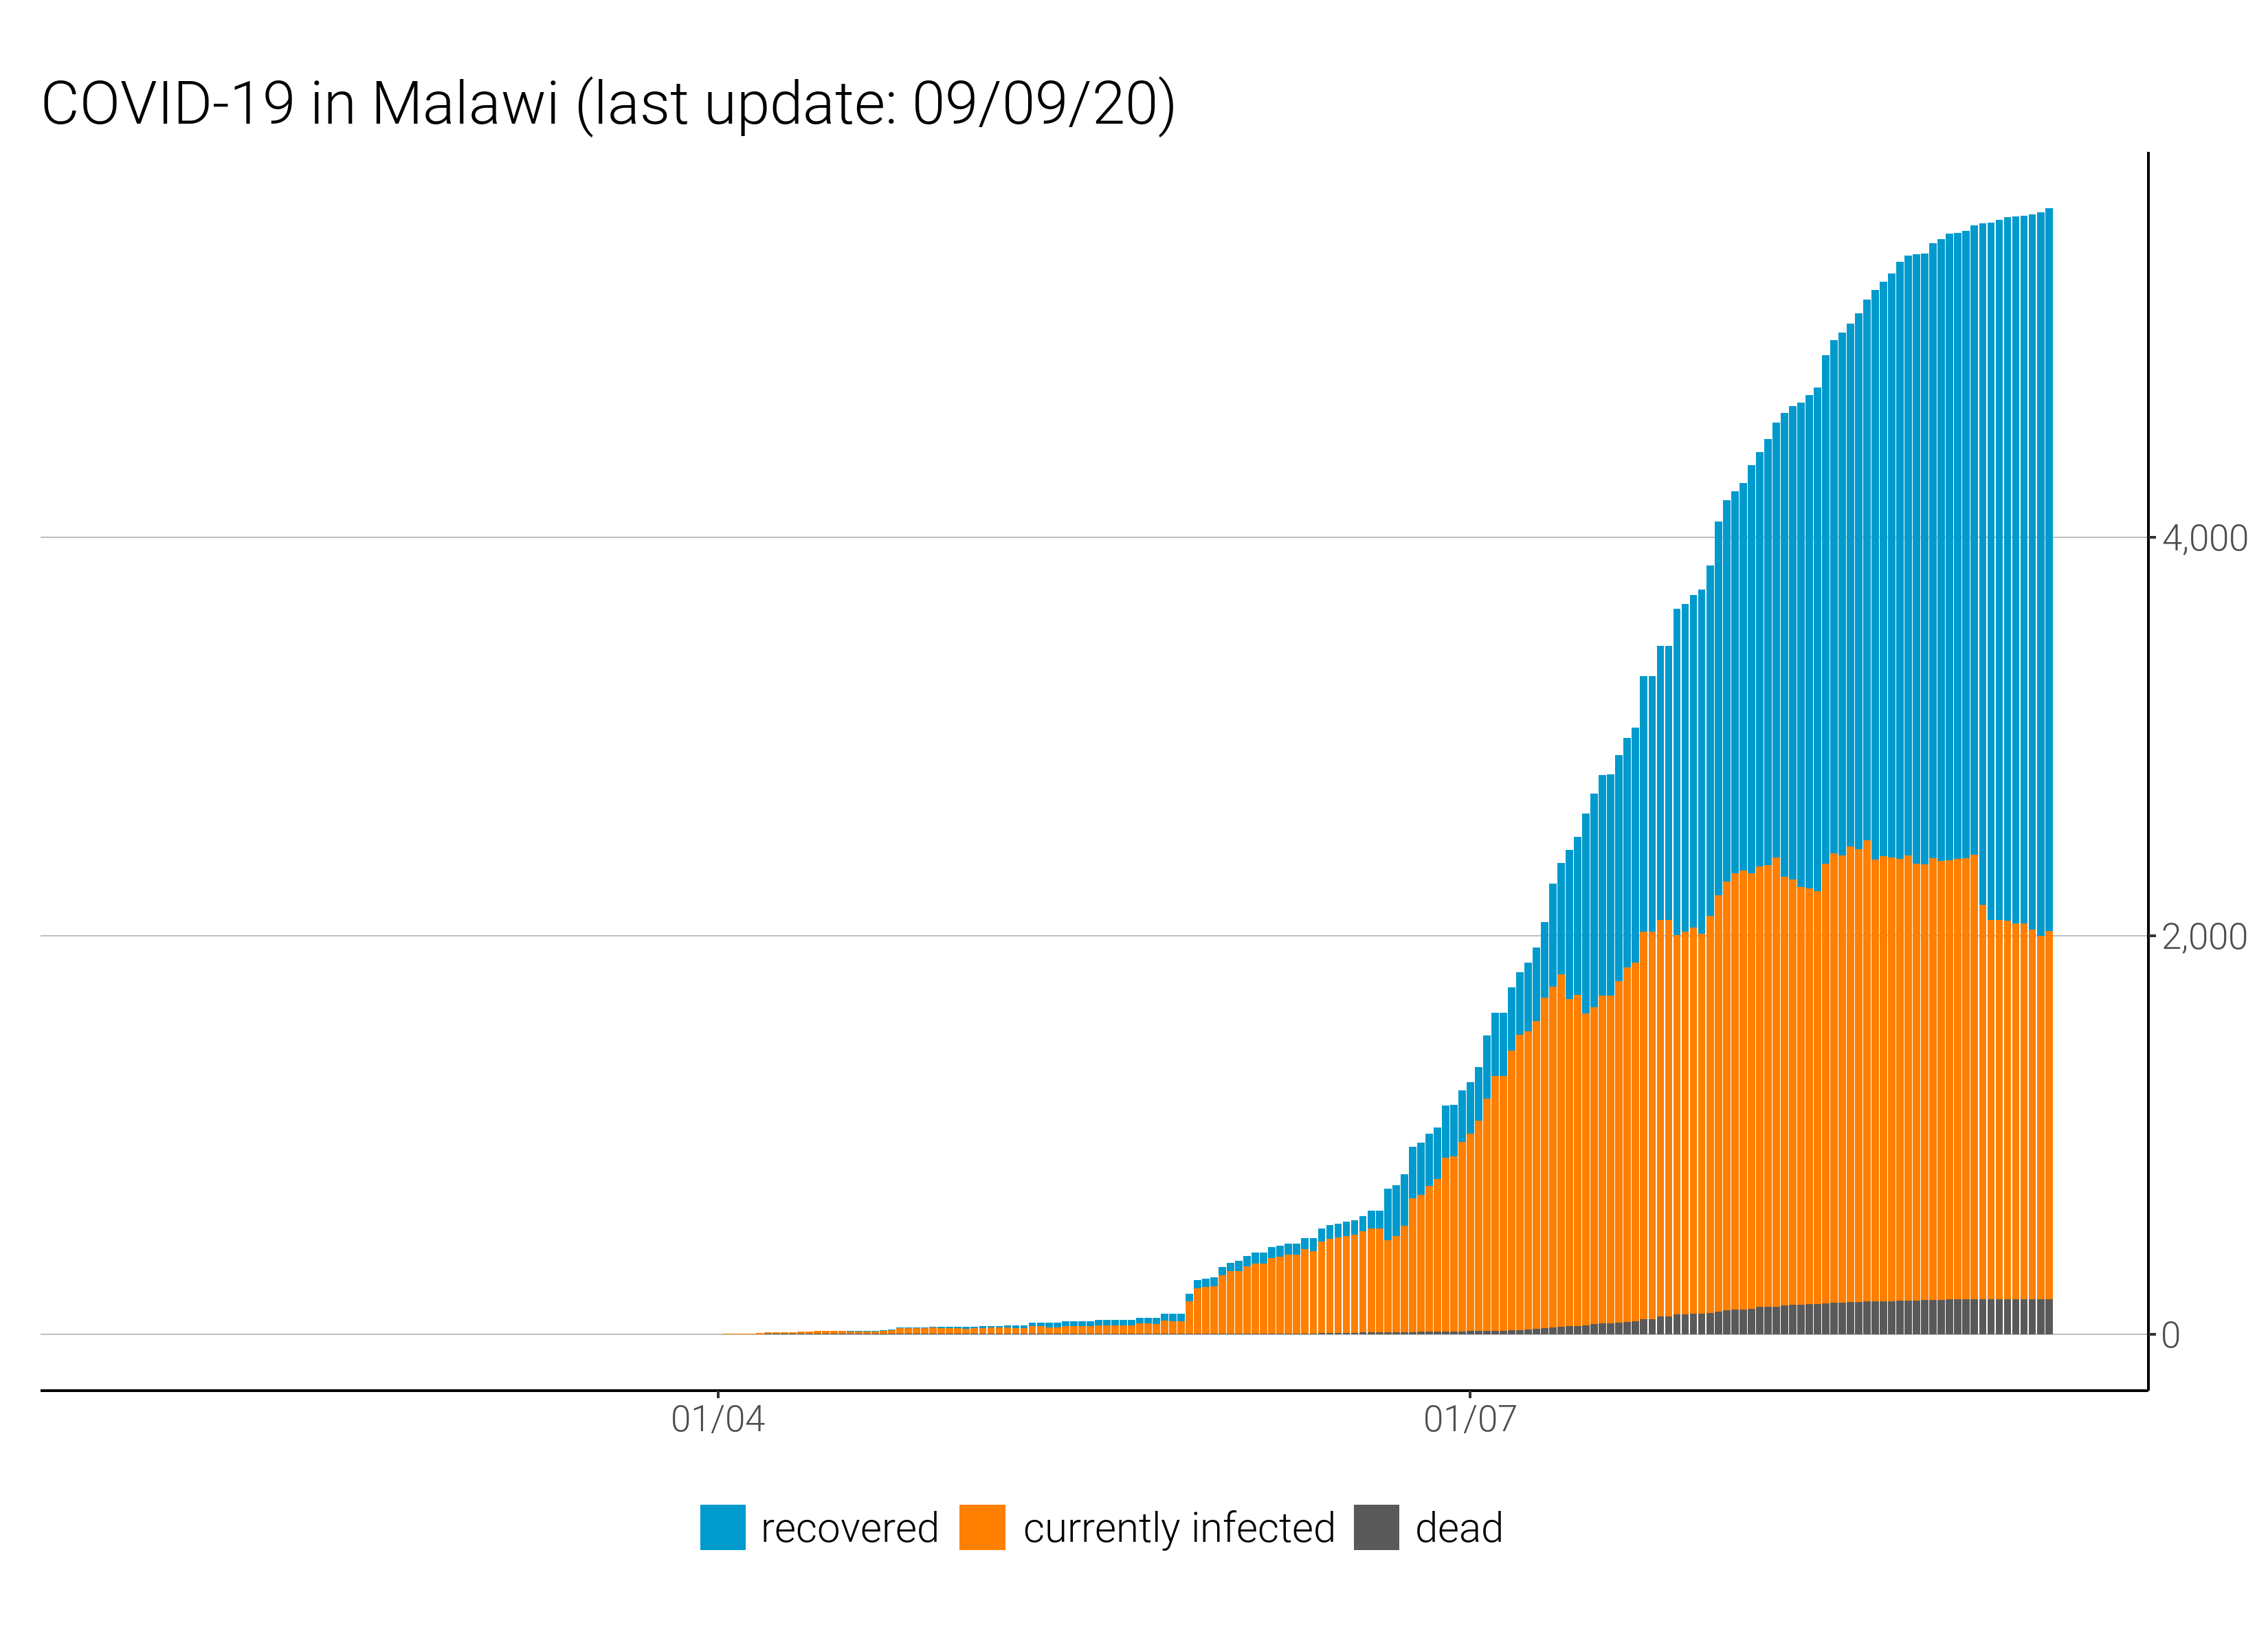 COVID-19 in Malawi (last update: 09/09/20)
4,000
2,000
0
01/04 01/07
recovered currently infected dead